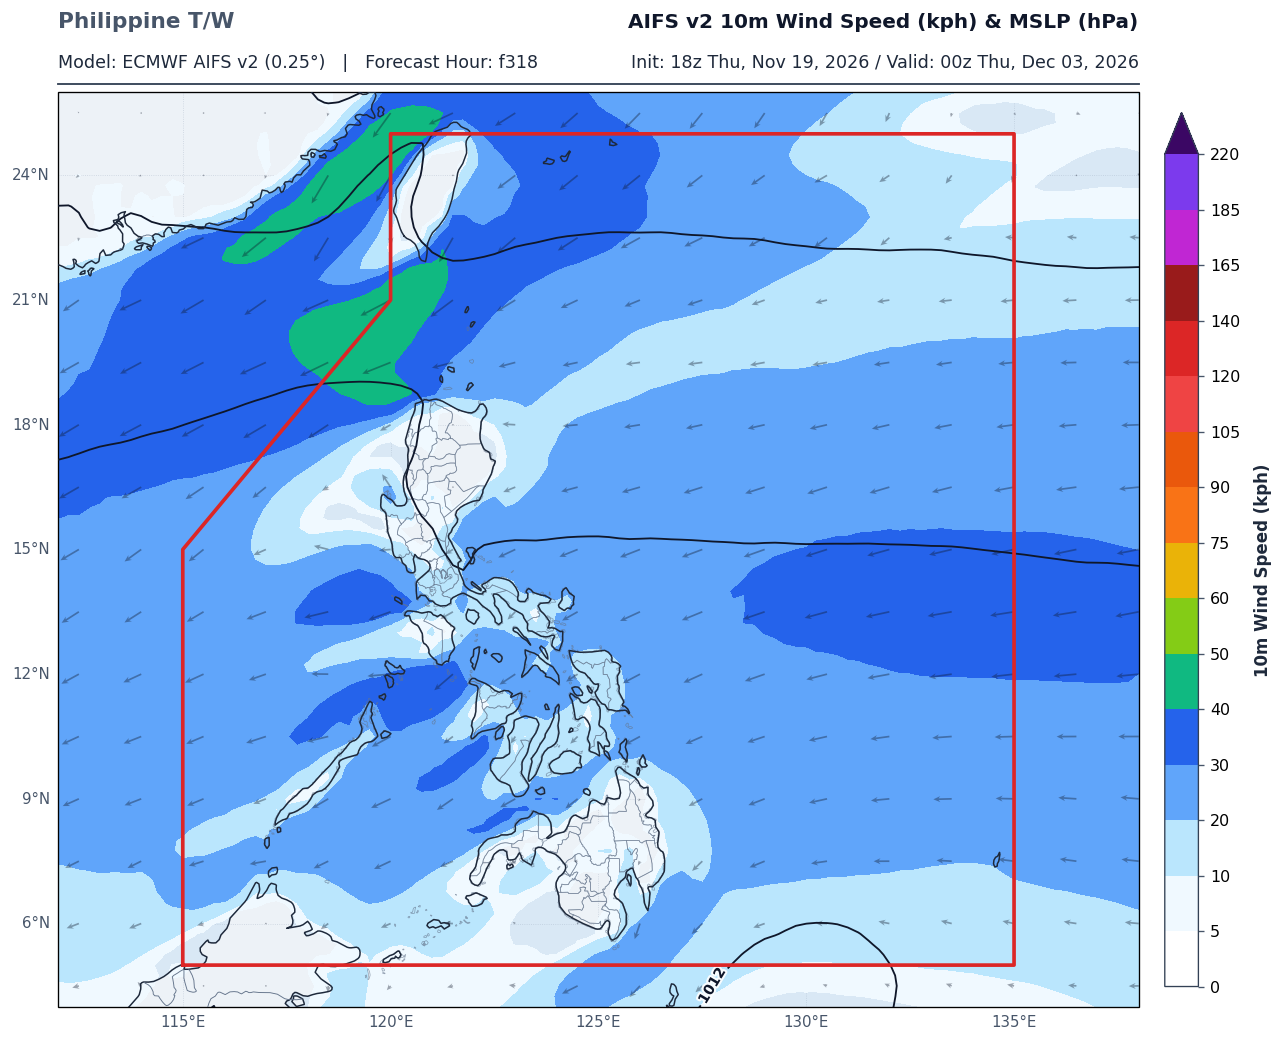 Philippine T/W
AIFS v2 10m Wind Speed (kph) & MSLP (hPa)
Model: ECMWF AIFS v2 (0.25°) | Forecast Hour: f318
Init: 18z Thu, Nov 19, 2026 / Valid: 00z Thu, Dec 03, 2026
24°N
21°N
18°N
15°N
12°N
9°N
6°N
115°E
120°E
125°E
130°E
135°E
1012
220
185
165
140
120
105
90
75
60
50
40
30
20
10
5
0
10m Wind Speed (kph)